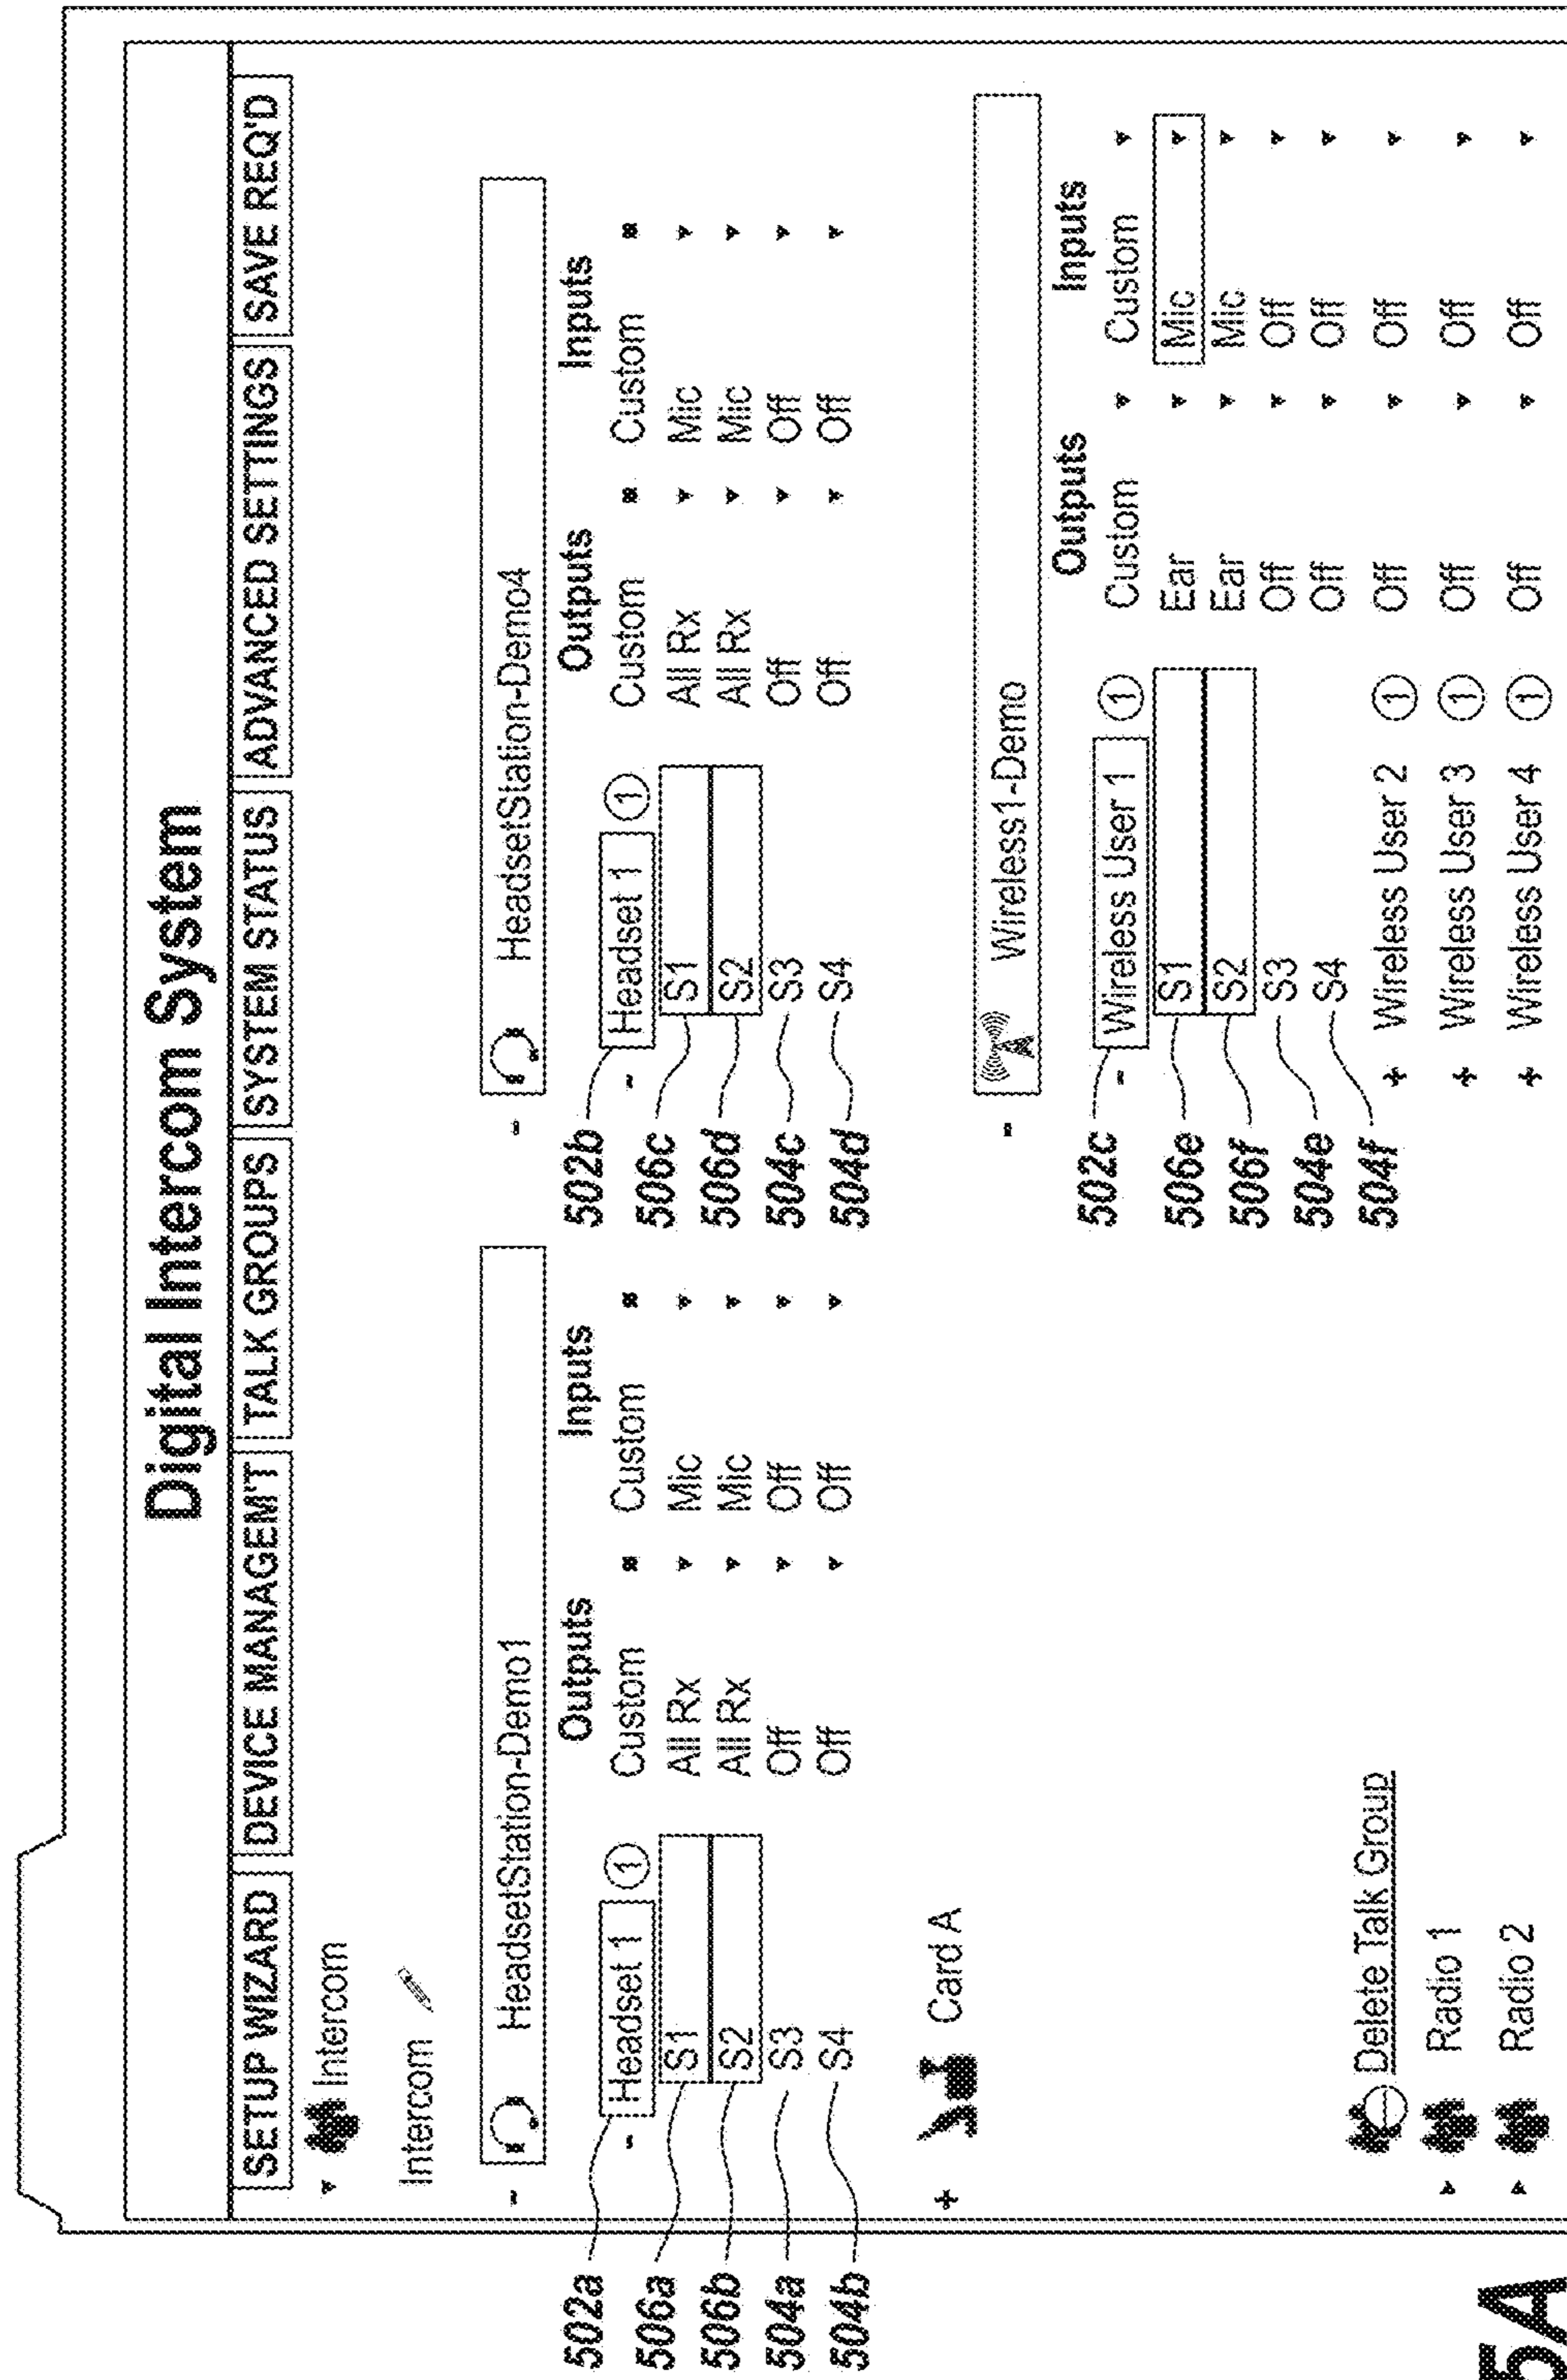 Digital Intercom System
SETUP WIZARD DEVICE MANAGEM'T TALK GROUPS SYSTEM STATUS ADVANCED SETTINGS SAVE REQ'D
Intercom
Intercom
- HeadsetStation-Demo1
Outputs Inputs
502a - Headset 1 1 Custom Custom
506a S1 All Rx Mic
506b S2 All Rx Mic
504a S3 Off Off
504b S4 Off Off
+ Card A
- HeadsetStation-Demo4
Outputs Inputs
502b - Headset 1 1 Custom Custom
506c S1 All Rx Mic
506d S2 All Rx Mic
504c S3 Off Off
504d S4 Off Off
- Wireless1-Demo
Outputs Inputs
502c - Wireless User 1 1 Custom Custom
506e S1 Ear Mic
506f S2 Ear Mic
504e S3 Off Off
504f S4 Off Off
+ Wireless User 2 1 Off Off
+ Wireless User 3 1 Off Off
+ Wireless User 4 1 Off Off
Delete Talk Group
Radio 1
Radio 2
5A